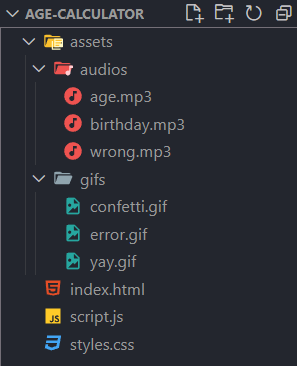 AGE-CALCULATOR
assets
audios
age.mp3
birthday.mp3
wrong.mp3
gifs
confetti.gif
error.gif
yay.gif
index.html
JS script.js
styles.css